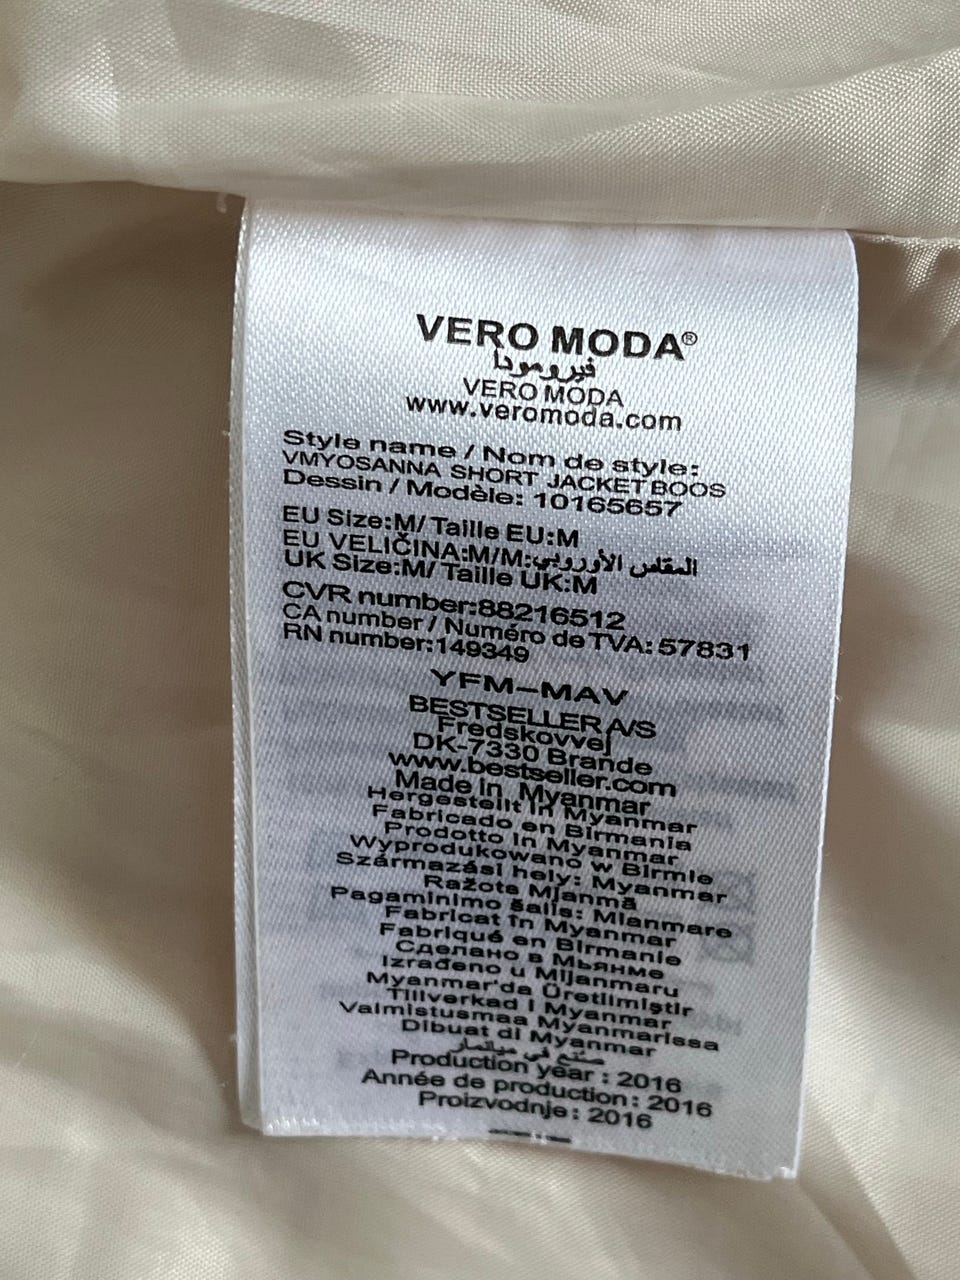 VERO MODA®
فيرومودا
VERO MODA
www.veromoda.com
Style name / Nom de style:
VMYOSANNA SHORT JACKET BOOS
Dessin / Modèle: 10165657
EU Size:M/ Taille EU:M
EU VELIČINA:M/M:المقاس الأوروبي
UK Size:M/ Taille UK:M
CVR number:88216512
CA number / Numéro de TVA: 57831
RN number:149349
YFM-MAV
BESTSELLER A/S
Fredskovvej
DK-7330 Brande
www.bestseller.com
Made in Myanmar
Hergestellt in Myanmar
Fabricado en Birmania
Prodotto in Myanmar
Wyprodukowano w Birmie
Származási hely: Myanmar
Ražots Mjanmā
Pagaminimo šalis: Mianmare
Fabricat în Myanmar
Fabriqué en Birmanie
Сделано в Мьянме
Izrađeno u Mijanmaru
Myanmar'da Üretilmiştir
Tillverkad i Myanmar
Valmistusmaa Myanmarissa
Dibuat di Myanmar
صنع في ميانمار
Production year : 2016
Année de production : 2016
Proizvodnje : 2016